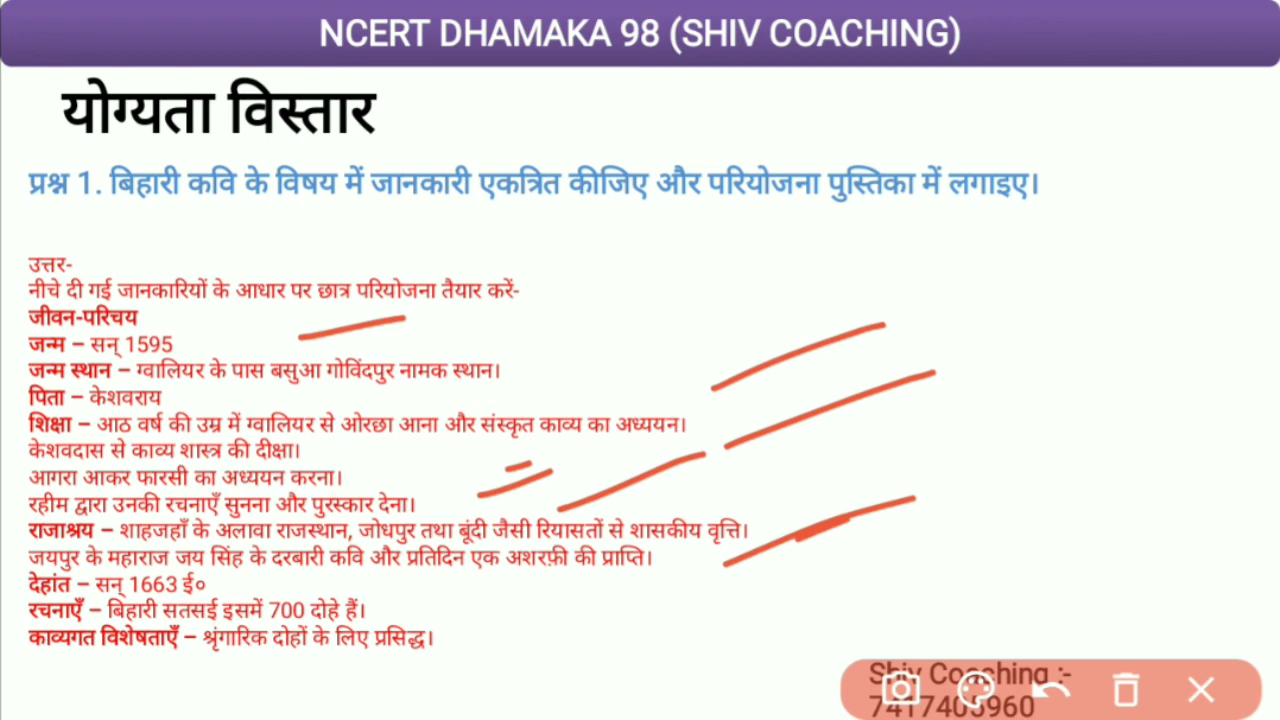 NCERT DHAMAKA 98 (SHIV COACHING)
योग्यता विस्तार
प्रश्न 1. बिहारी कवि के विषय में जानकारी एकत्रित कीजिए और परियोजना पुस्तिका में लगाइए।
उत्तर-
नीचे दी गई जानकारियों के आधार पर छात्र परियोजना तैयार करें-
जीवन-परिचय
जन्म – सन् 1595
जन्म स्थान – ग्वालियर के पास बसुआ गोविंदपुर नामक स्थान।
पिता – केशवराय
शिक्षा – आठ वर्ष की उम्र में ग्वालियर से ओरछा आना और संस्कृत काव्य का अध्ययन।
केशवदास से काव्य शास्त्र की दीक्षा।
आगरा आकर फारसी का अध्ययन करना।
रहीम द्वारा उनकी रचनाएँ सुनना और पुरस्कार देना।
राजाश्रय – शाहजहाँ के अलावा राजस्थान, जोधपुर तथा बूंदी जैसी रियासतों से शासकीय वृत्ति।
जयपुर के महाराज जय सिंह के दरबारी कवि और प्रतिदिन एक अशरफ़ी की प्राप्ति।
देहांत – सन् 1663 ई०
रचनाएँ – बिहारी सतसई इसमें 700 दोहे हैं।
काव्यगत विशेषताएँ – श्रृंगारिक दोहों के लिए प्रसिद्ध।
Shiv Coaching :-